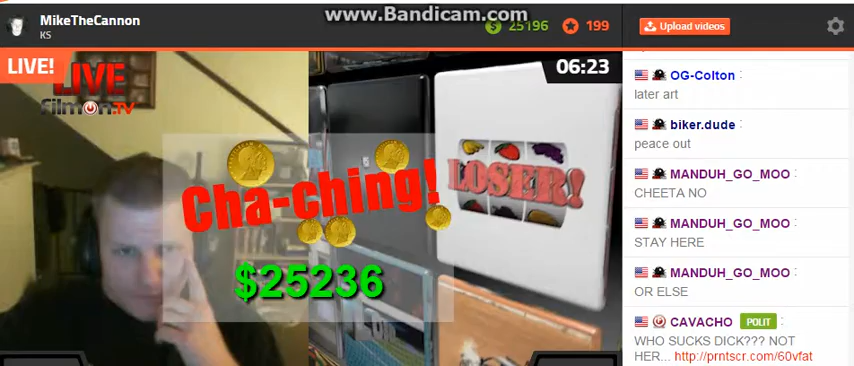 www.Bandicam.com
MikeTheCannon
KS
$ 25196
199
Upload videos
LIVE!
LIVE
Filmon.TV
06:23
Cha-ching!
LOSER!
$25236
OG-Colton :
later art
biker.dude :
peace out
MANDUH_GO_MOO :
CHEETA NO
MANDUH_GO_MOO :
STAY HERE
MANDUH_GO_MOO :
OR ELSE
CAVACHO POLIT :
WHO SUCKS DICK??? NOT
HER... http://prntscr.com/60vfat